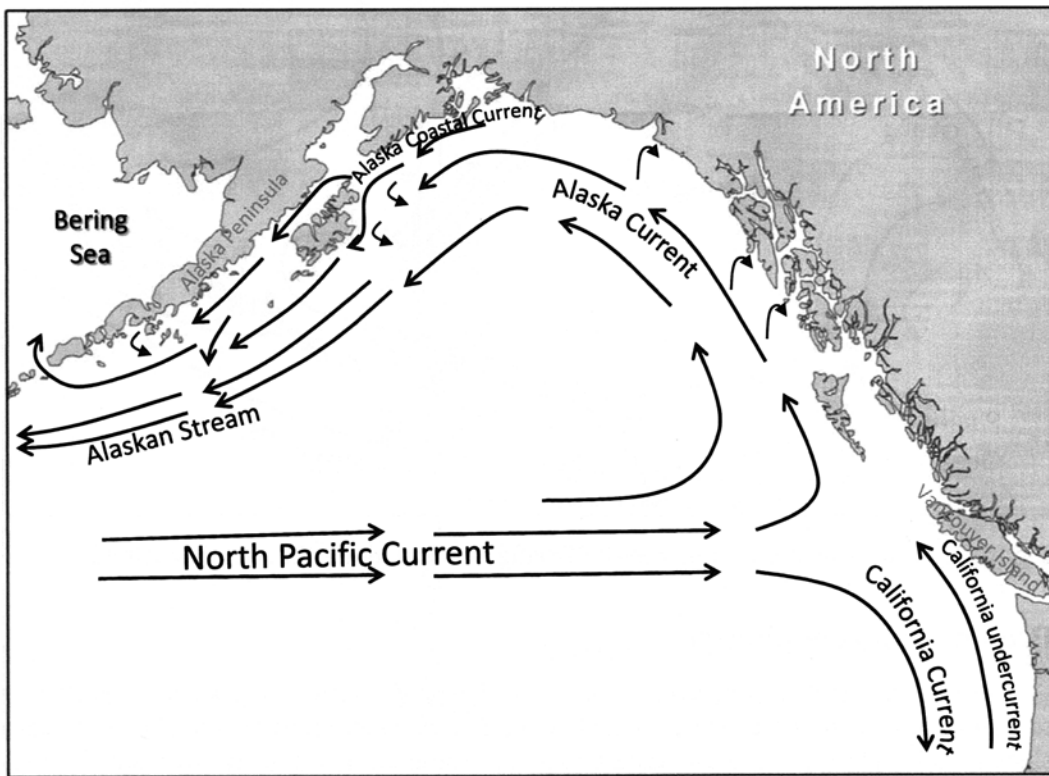 North
America
Alaska Coastal Current
Bering
Sea
Alaska Peninsula
Alaska Current
Alaskan Stream
North Pacific Current
Vancouver Island
California Current
California undercurrent